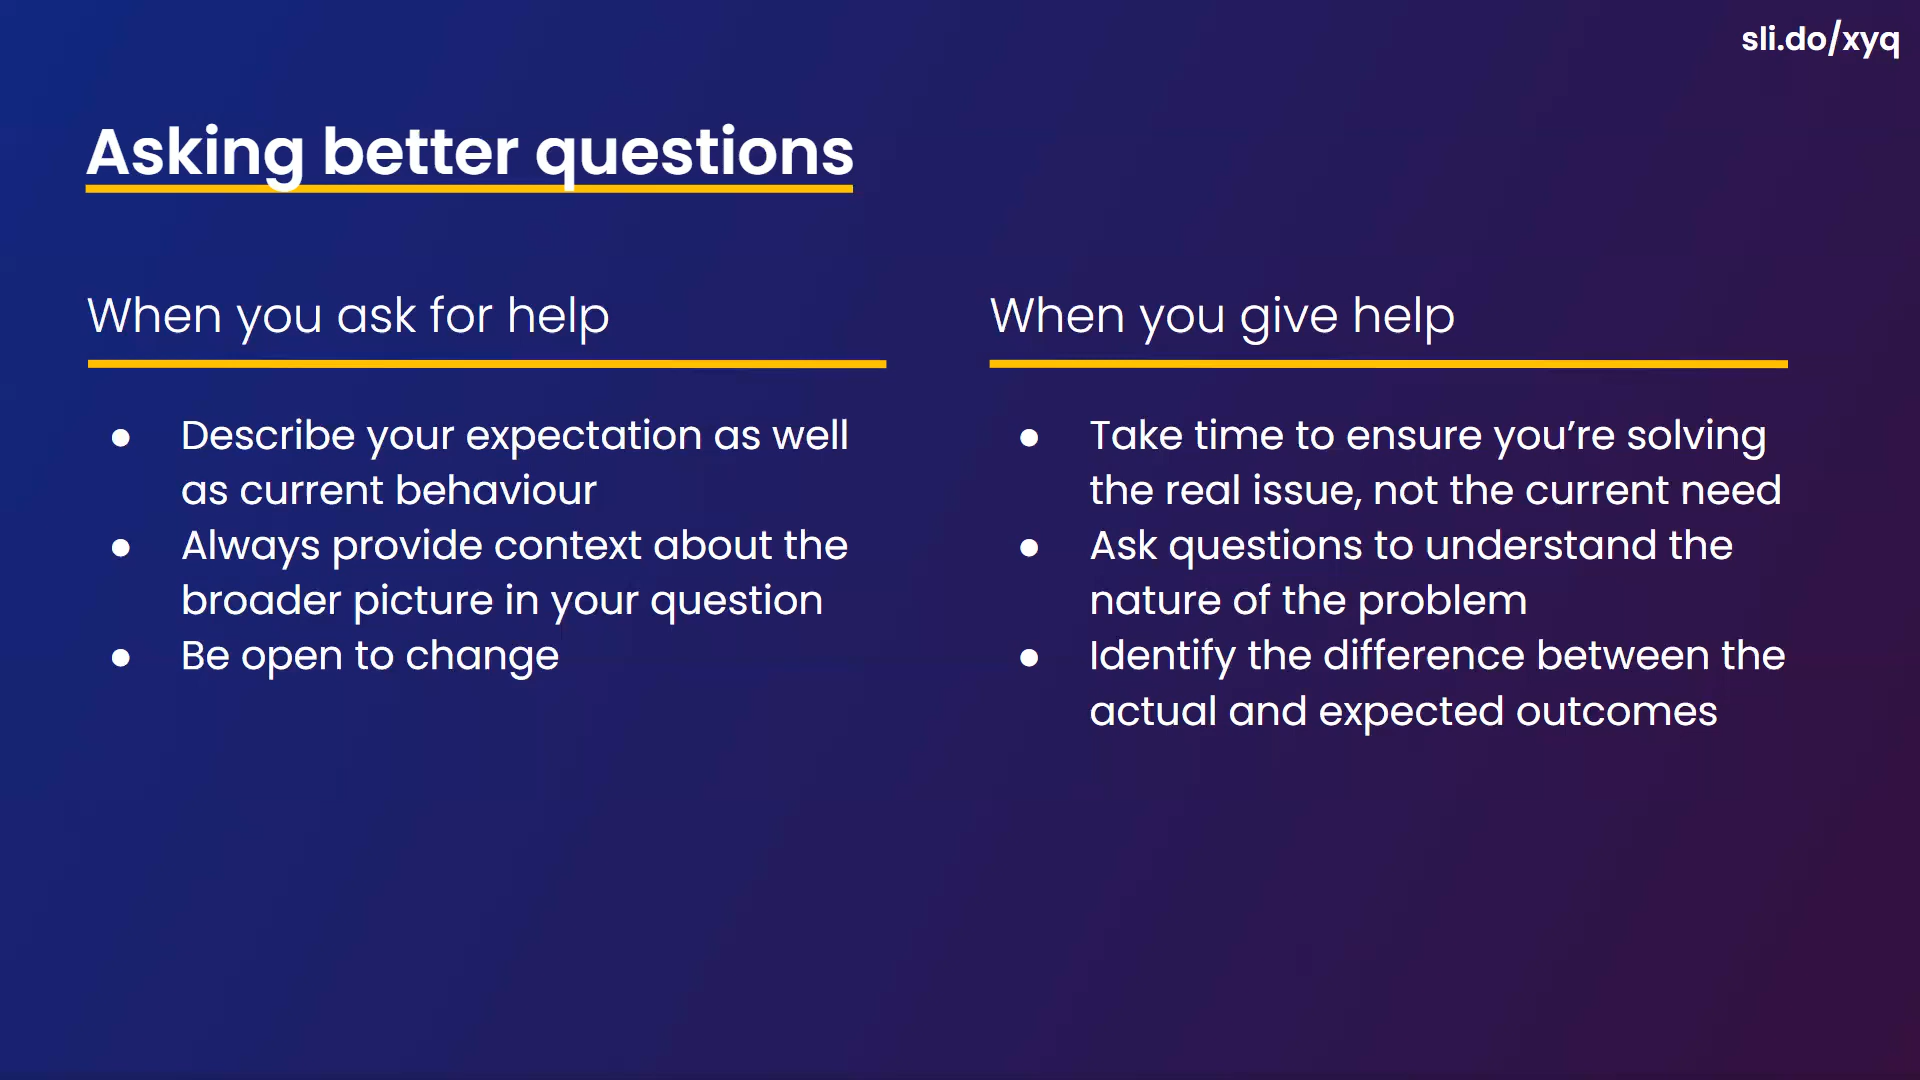 sli.do/xyq
Asking better questions
When you ask for help
● Describe your expectation as well
as current behaviour
● Always provide context about the
broader picture in your question
● Be open to change
When you give help
● Take time to ensure you’re solving
the real issue, not the current need
● Ask questions to understand the
nature of the problem
● Identify the difference between the
actual and expected outcomes